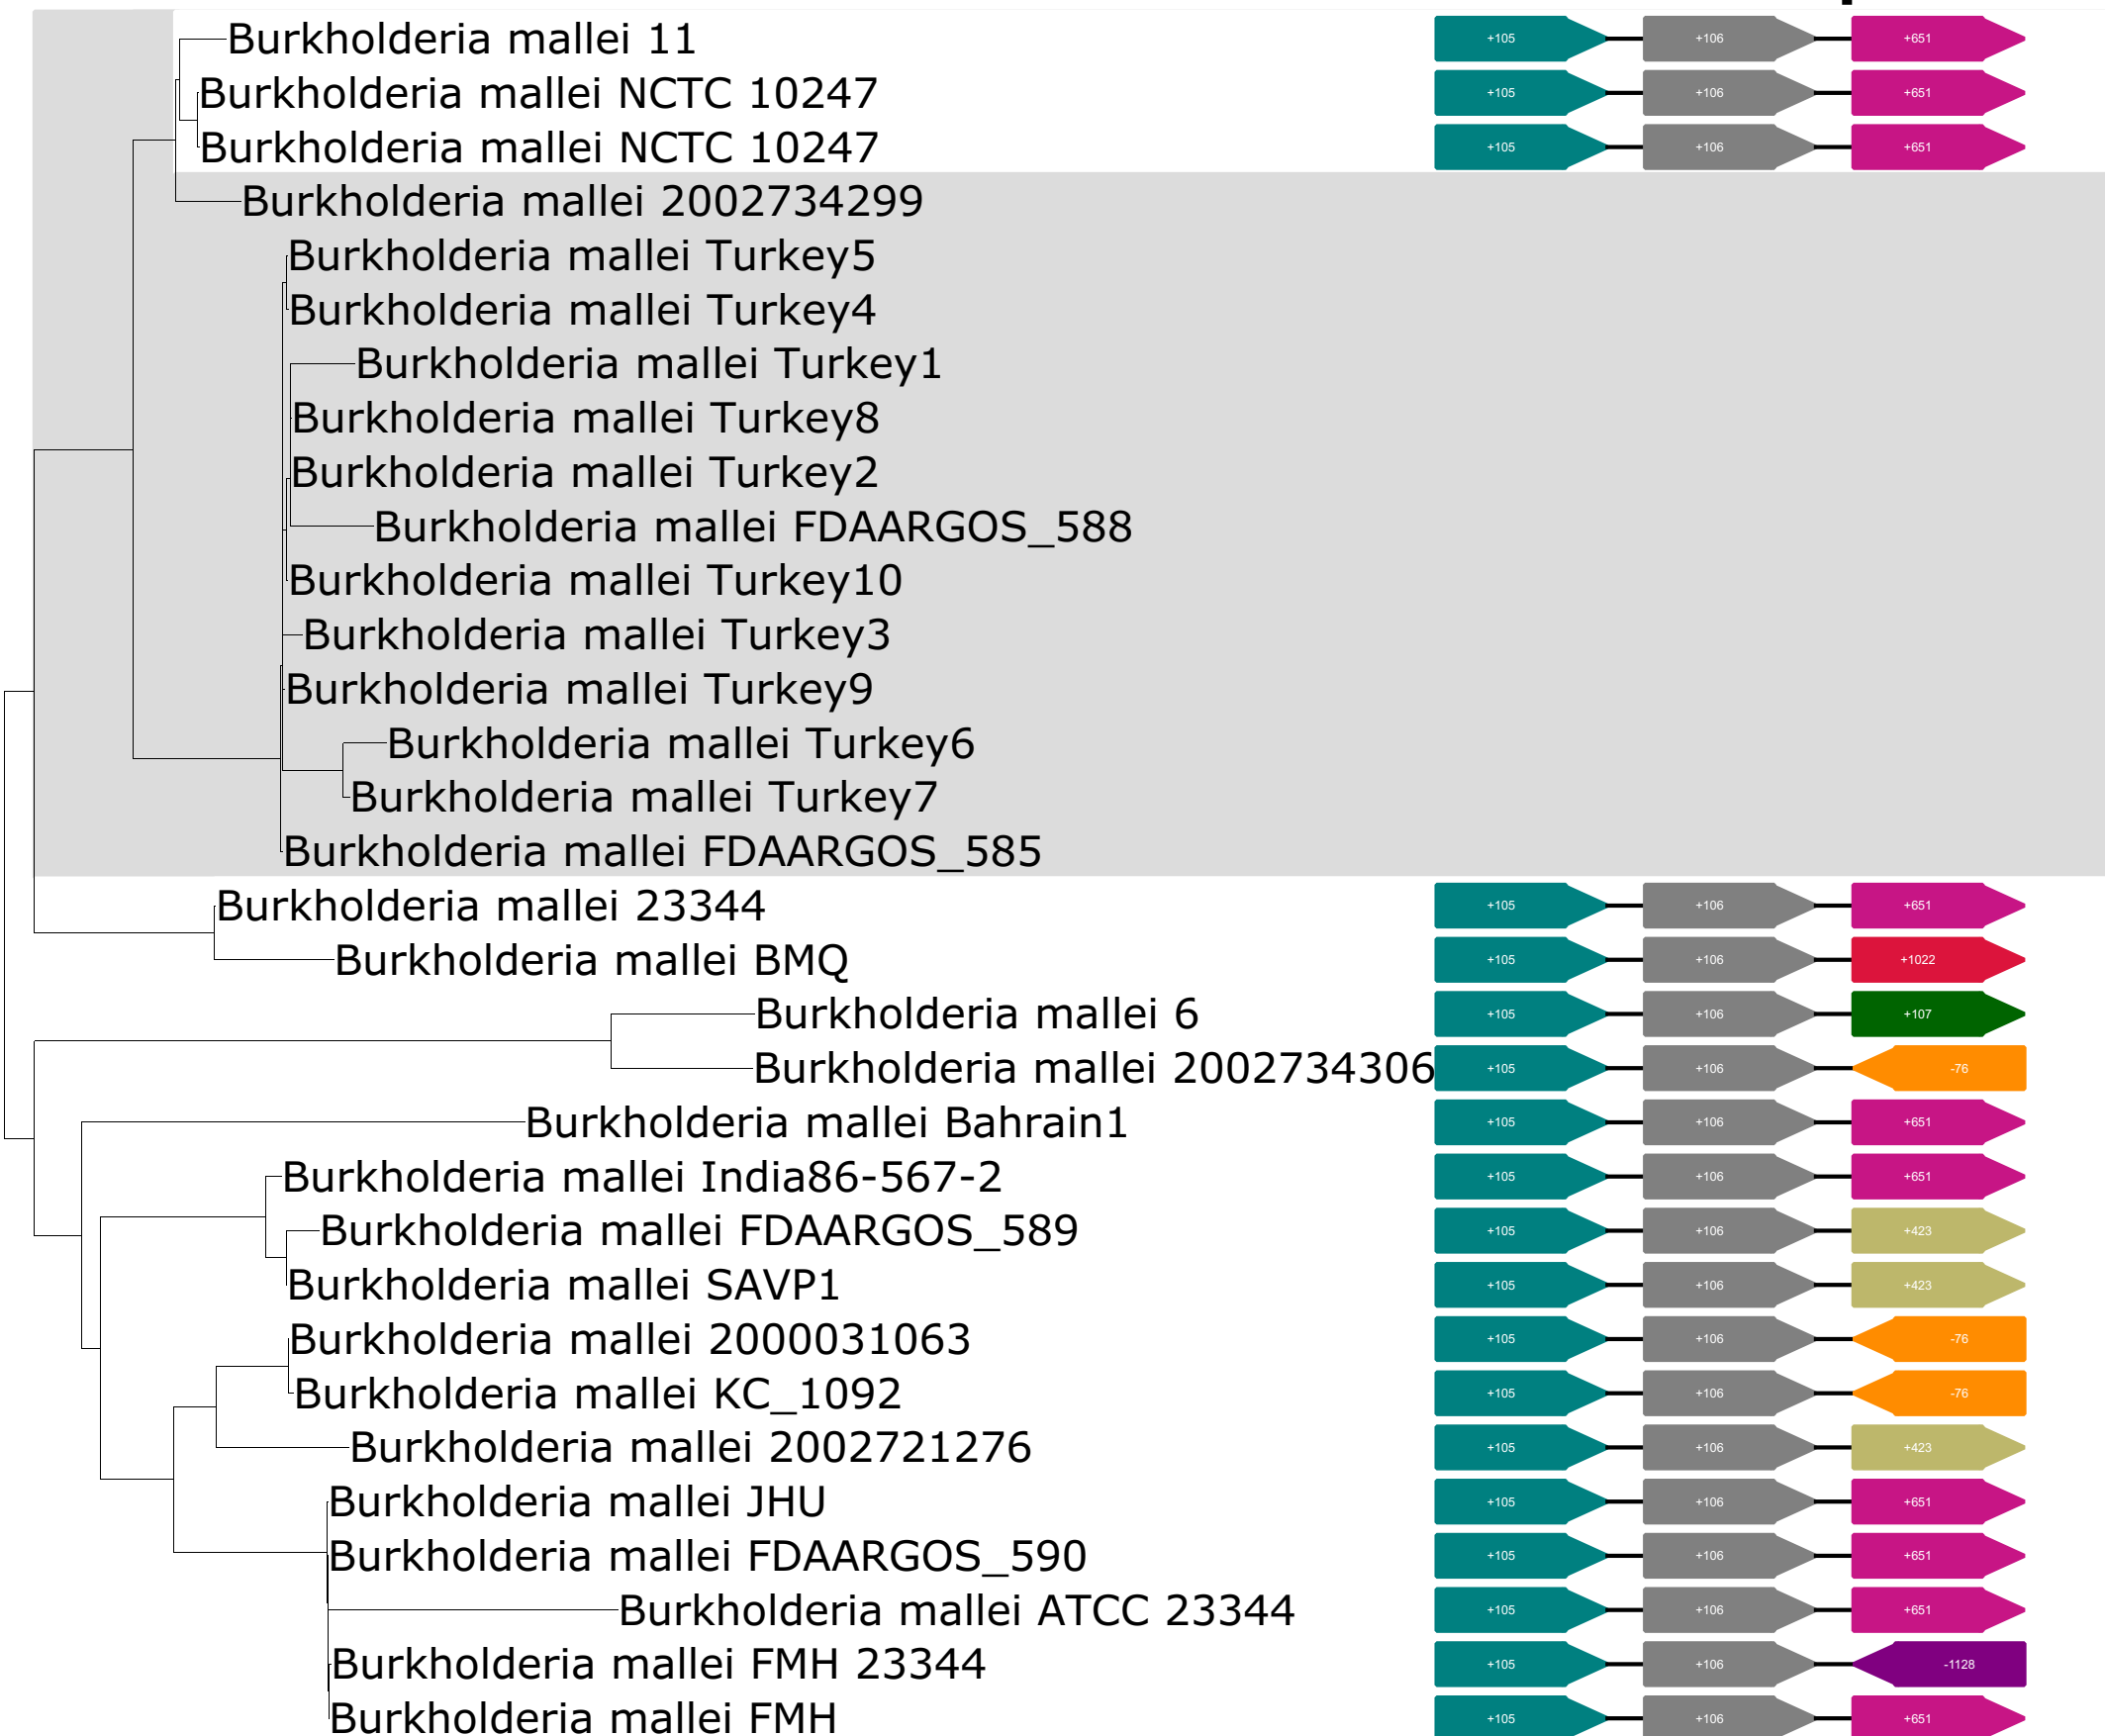 Burkholderia mallei 11 +105 +106 +651
Burkholderia mallei NCTC 10247 +105 +106 +651
Burkholderia mallei NCTC 10247 +105 +106 +651
Burkholderia mallei 2002734299
Burkholderia mallei Turkey5
Burkholderia mallei Turkey4
Burkholderia mallei Turkey1
Burkholderia mallei Turkey8
Burkholderia mallei Turkey2
Burkholderia mallei FDAARGOS_588
Burkholderia mallei Turkey10
Burkholderia mallei Turkey3
Burkholderia mallei Turkey9
Burkholderia mallei Turkey6
Burkholderia mallei Turkey7
Burkholderia mallei FDAARGOS_585
Burkholderia mallei 23344 +105 +106 +651
Burkholderia mallei BMQ +105 +106 +1022
Burkholderia mallei 6 +105 +106 +107
Burkholderia mallei 2002734306 +105 +106 -76
Burkholderia mallei Bahrain1 +105 +106 +651
Burkholderia mallei India86-567-2 +105 +106 +651
Burkholderia mallei FDAARGOS_589 +105 +106 +423
Burkholderia mallei SAVP1 +105 +106 +423
Burkholderia mallei 2000031063 +105 +106 -76
Burkholderia mallei KC_1092 +105 +106 -76
Burkholderia mallei 2002721276 +105 +106 +423
Burkholderia mallei JHU +105 +106 +651
Burkholderia mallei FDAARGOS_590 +105 +106 +651
Burkholderia mallei ATCC 23344 +105 +106 +651
Burkholderia mallei FMH 23344 +105 +106 -1128
Burkholderia mallei FMH +105 +106 +651